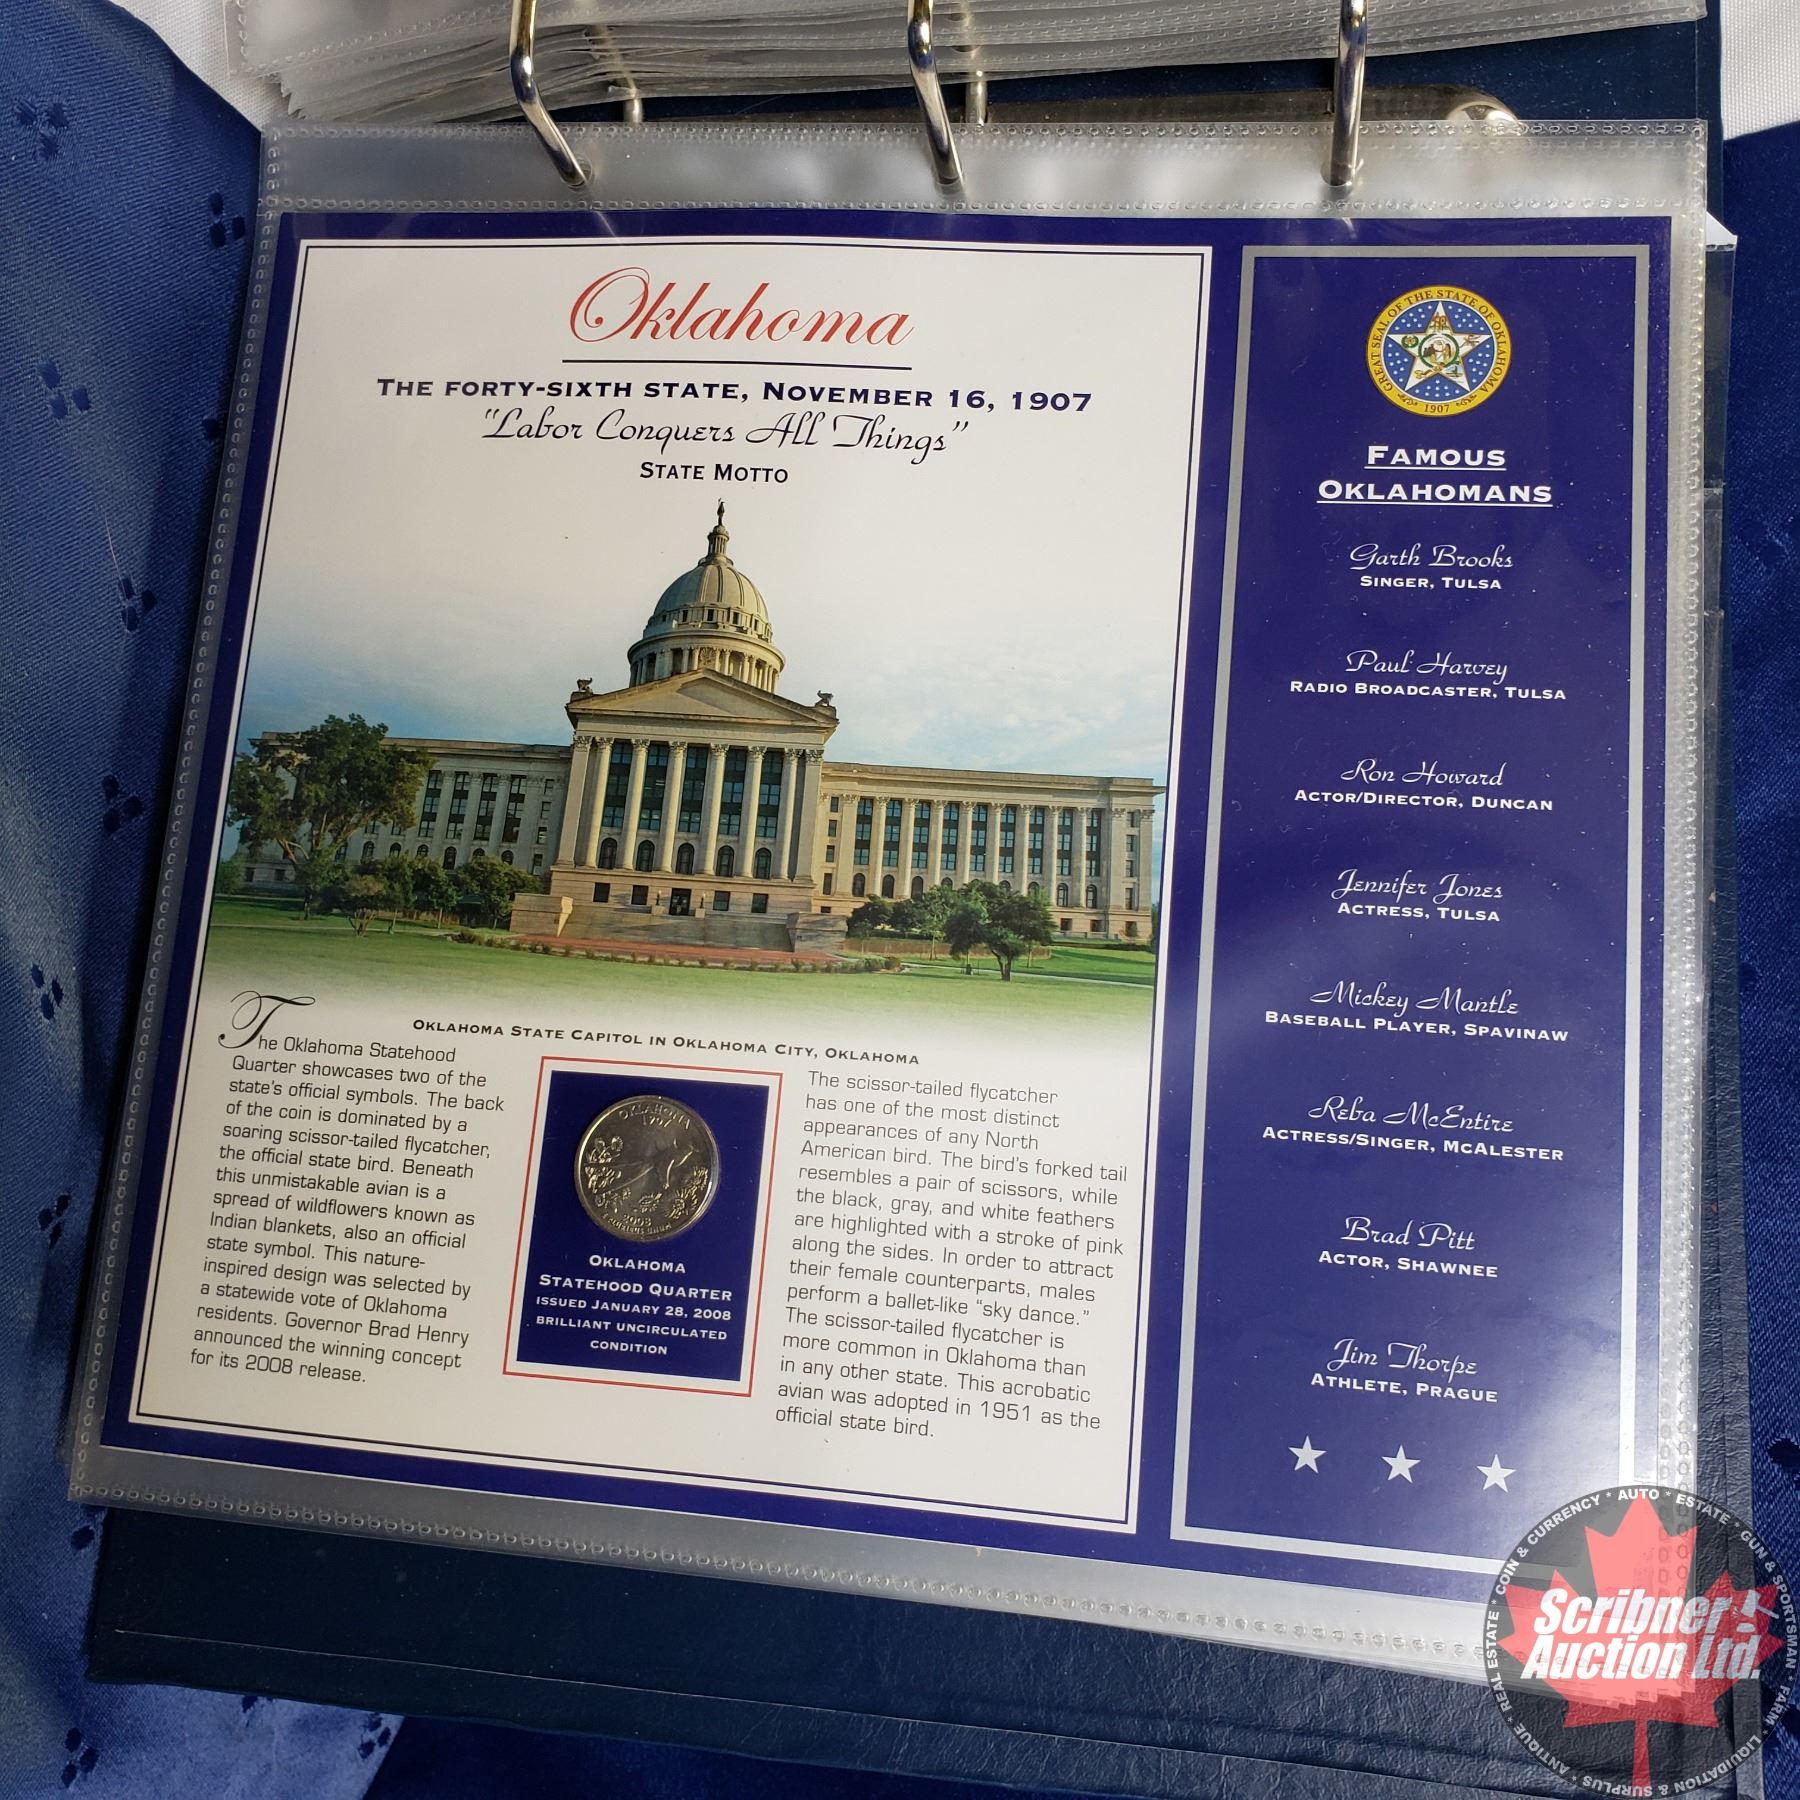 Oklahoma
THE FORTY-SIXTH STATE, NOVEMBER 16, 1907
"Labor Conquers All Things"
STATE MOTTO
OKLAHOMA STATE CAPITOL IN OKLAHOMA CITY, OKLAHOMA
The Oklahoma Statehood
Quarter showcases two of the
state's official symbols. The back
of the coin is dominated by a
soaring scissor-tailed flycatcher,
the official state bird. Beneath
this unmistakable avian is a
spread of wildflowers known as
Indian blankets, also an official
state symbol. This nature-
inspired design was selected by
a statewide vote of Oklahoma
residents. Governor Brad Henry
announced the winning concept
for its 2008 release.
OKLAHOMA
1907
2008
E PLURIBUS UNUM
OKLAHOMA
STATEHOOD QUARTER
ISSUED JANUARY 28, 2008
BRILLIANT UNCIRCULATED
CONDITION
The scissor-tailed flycatcher
has one of the most distinct
appearances of any North
American bird. The bird's forked tail
resembles a pair of scissors, while
the black, gray, and white feathers
are highlighted with a stroke of pink
along the sides. In order to attract
their female counterparts, males
perform a ballet-like "sky dance."
The scissor-tailed flycatcher is
more common in Oklahoma than
in any other state. This acrobatic
avian was adopted in 1951 as the
official state bird.
GREAT SEAL OF THE STATE OF OKLAHOMA
1907
FAMOUS
OKLAHOMANS
Garth Brooks
SINGER, TULSA
Paul Harvey
RADIO BROADCASTER, TULSA
Ron Howard
ACTOR/DIRECTOR, DUNCAN
Jennifer Jones
ACTRESS, TULSA
Mickey Mantle
BASEBALL PLAYER, SPAVINAW
Reba McEntire
ACTRESS/SINGER, MCALESTER
Brad Pitt
ACTOR, SHAWNEE
Jim Thorpe
ATHLETE, PRAGUE
Scribner
Auction Ltd.
* REAL ESTATE * COIN & CURRENCY * AUTO * ESTATE * GUN & SPORTSMAN * FARM * LIQUIDATION & SURPLUS * ANTIQUE